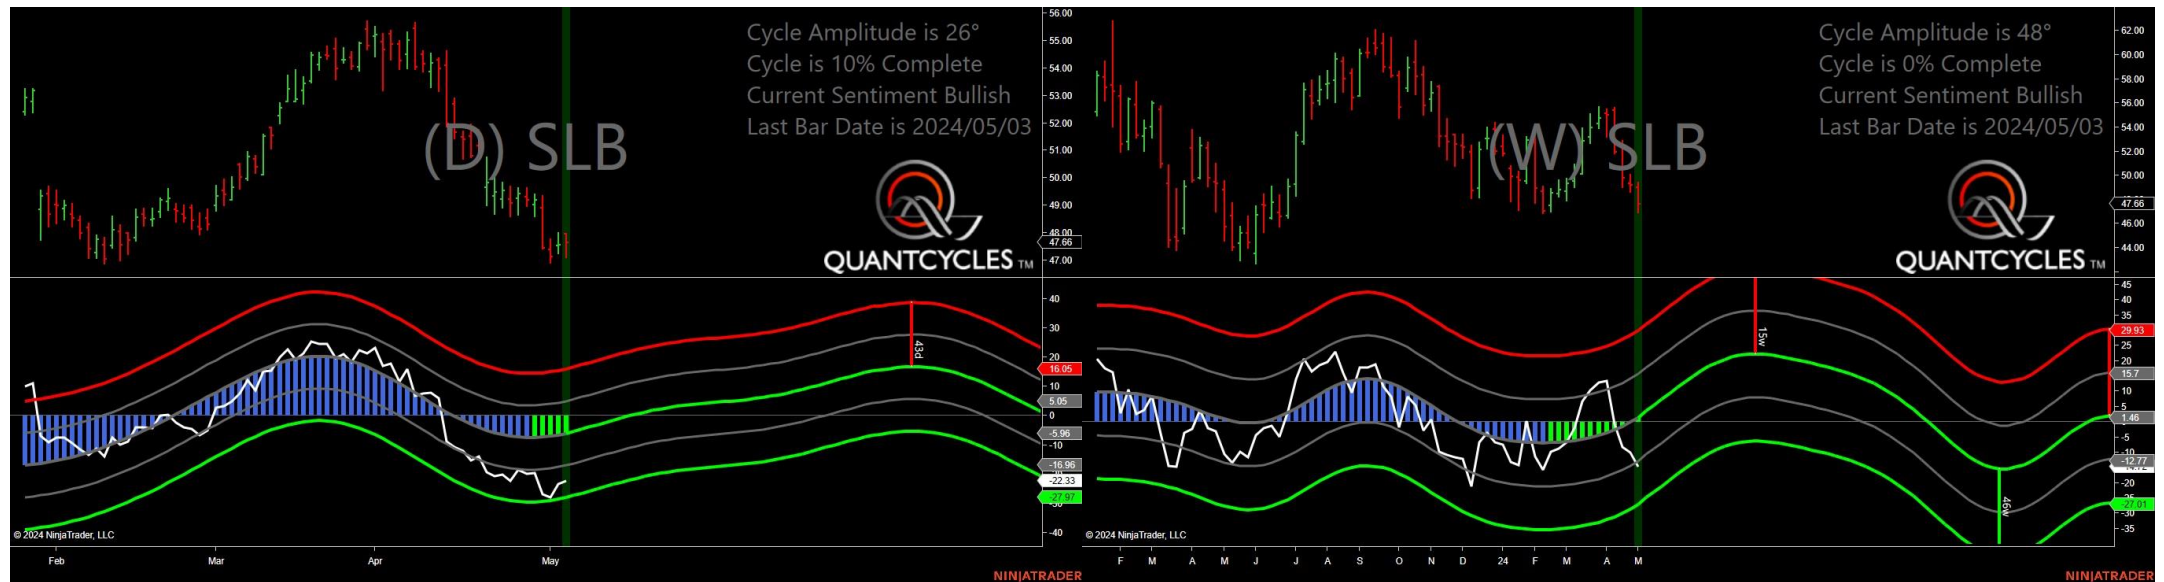 Cycle Amplitude is 26°
Cycle is 10% Complete
Current Sentiment Bullish
Last Bar Date is 2024/05/03
(D) SLB
QUANTCYCLES TM
56.00
55.00
54.00
53.00
52.00
51.00
50.00
49.00
48.00
47.66
47.00
40
30
20
16.05
10
5.05
0
-5.96
-10
-16.96
-22.33
-27.97
-30
-40
43d
© 2024 NinjaTrader, LLC
Feb Mar Apr May
NINJATRADER
Cycle Amplitude is 48°
Cycle is 0% Complete
Current Sentiment Bullish
Last Bar Date is 2024/05/03
(W) SLB
QUANTCYCLES TM
62.00
60.00
58.00
56.00
54.00
52.00
50.00
47.66
46.00
44.00
45
40
35
29.93
25
20
15.7
10
5
1.46
-5
-10
-12.77
-20
-27.01
-30
-35
15w
46w
© 2024 NinjaTrader, LLC
F M A M J J A S O N D 24 F M A M
NINJATRADER